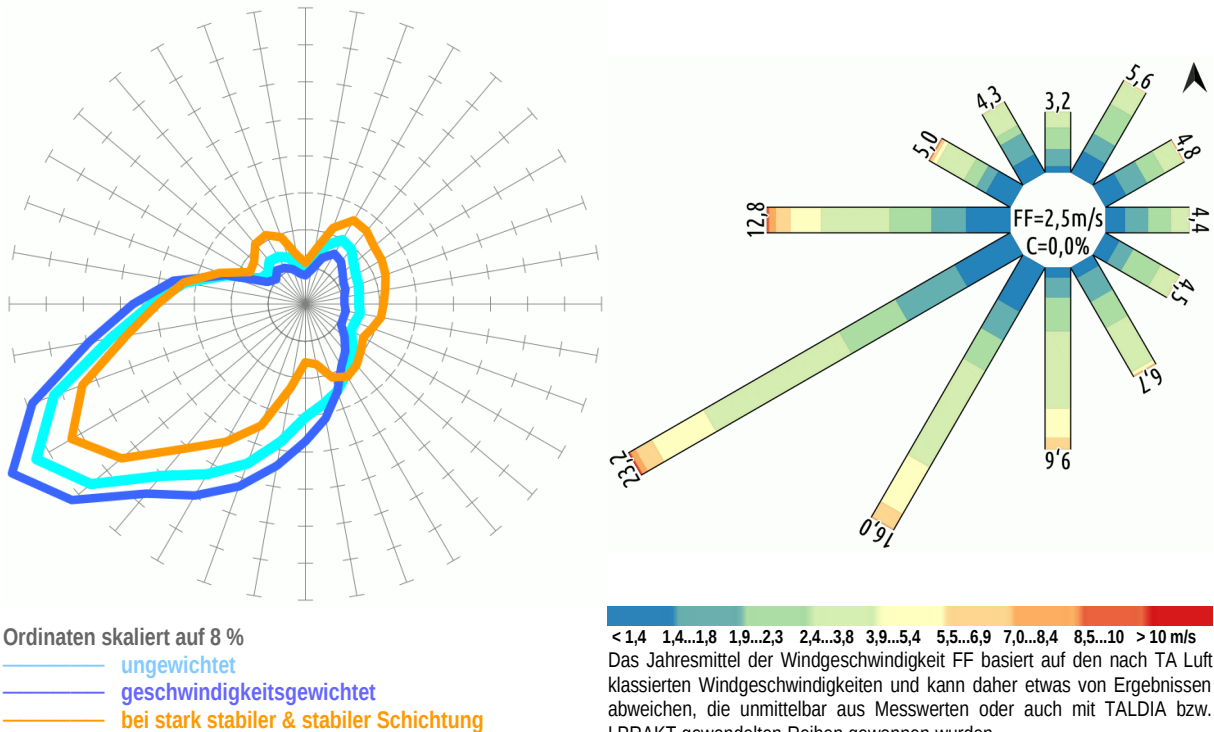 5,6
4,3
3,2
5,0
4,8
12,8
FF=2,5m/s
C=0,0%
4,4
4,5
6,7
9,6
23,2
16,0
Ordinaten skaliert auf 8 %
ungewichtet
geschwindigkeitsgewichtet
bei stark stabiler & stabiler Schichtung
< 1,4 1,4...1,8 1,9...2,3 2,4...3,8 3,9...5,4 5,5...6,9 7,0...8,4 8,5...10 > 10 m/s
Das Jahresmittel der Windgeschwindigkeit FF basiert auf den nach TA Luft
klassierten Windgeschwindigkeiten und kann daher etwas von Ergebnissen
abweichen, die unmittelbar aus Messwerten oder auch mit TALDIA bzw.